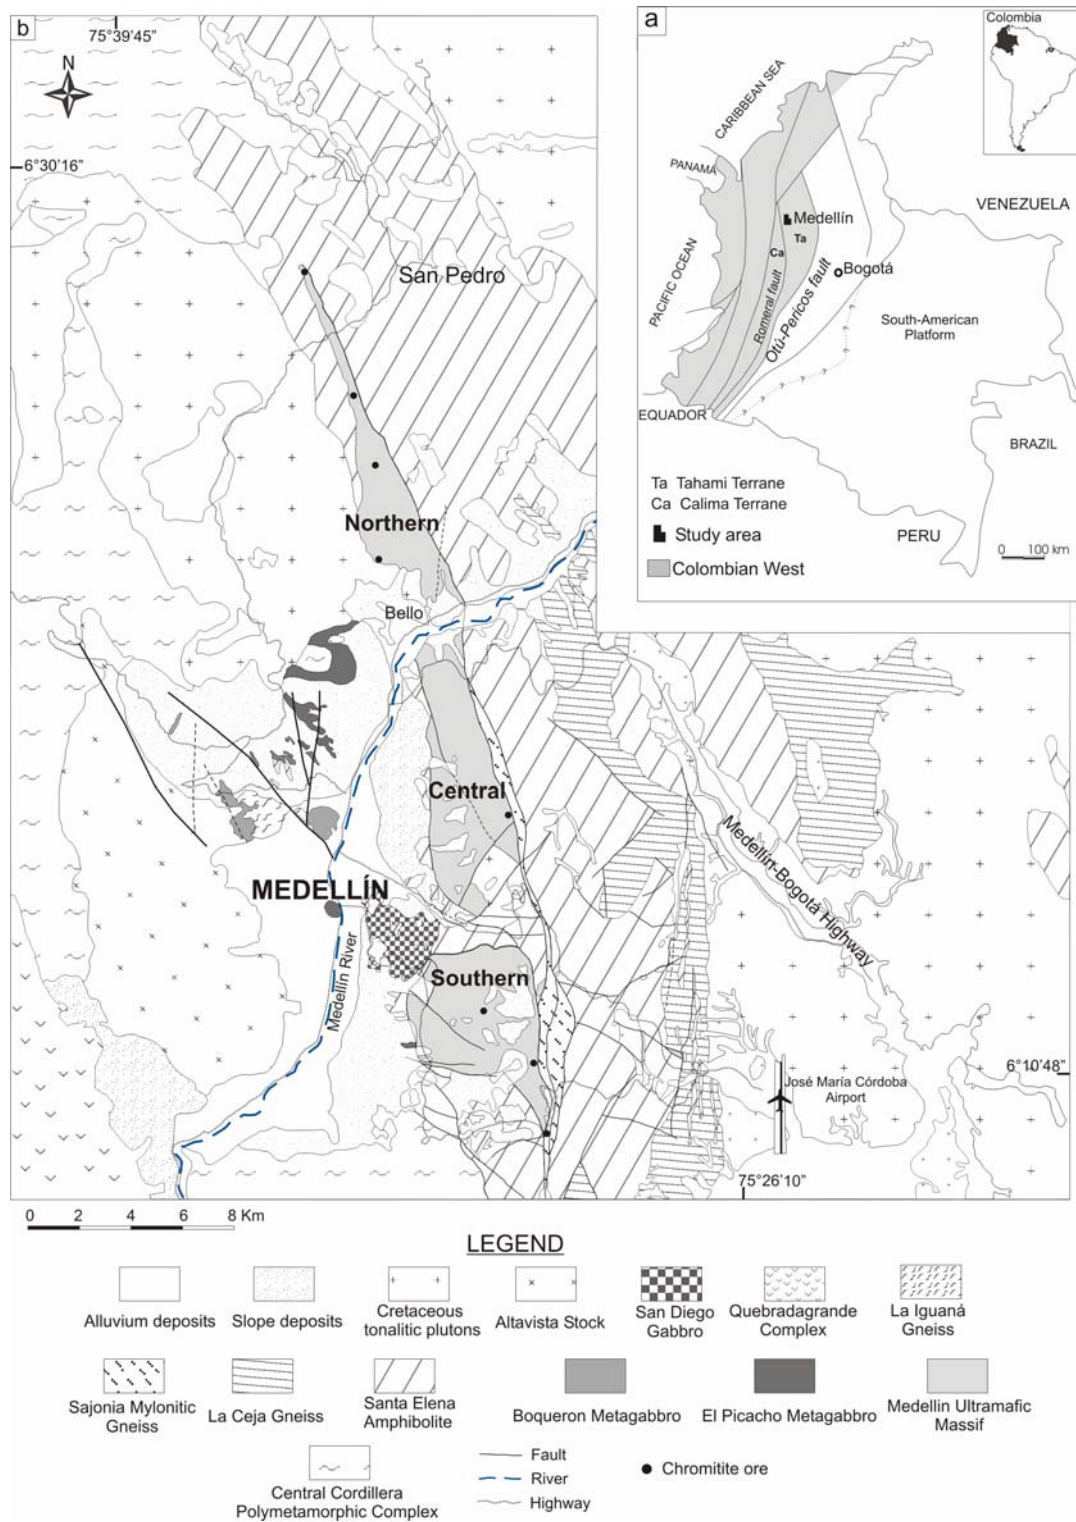 b
75°39'45"
N
6°30'16"
San Pedro
Northern
Bello
Central
MEDELLÍN
Medellín River
Southern
Medellín-Bogotá Highway
José María Córdoba
Airport
6°10'48"
75°26'10"
0 2 4 6 8 Km
a
Colombia
CARIBBEAN SEA
PANAMA
VENEZUELA
Medellín
Ta
Ca
Bogotá
PACIFIC OCEAN
Romeral fault
Otú-Pericos fault
South-American
Platform
? ? ? ? ?
EQUADOR
BRAZIL
PERU
Ta Tahami Terrane
Ca Calima Terrane
Study area
Colombian West
0 100 km
LEGEND
Alluvium deposits
Slope deposits
Cretaceous
tonalitic plutons
Altavista Stock
San Diego
Gabbro
Quebradagrande
Complex
La Iguaná
Gneiss
Sajonia Mylonitic
Gneiss
La Ceja Gneiss
Santa Elena
Amphibolite
Boqueron Metagabbro
El Picacho Metagabbro
Medellin Ultramafic
Massif
Central Cordillera
Polymetamorphic Complex
Fault
River
Highway
Chromitite ore